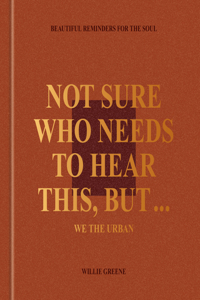 BEAUTIFUL REMINDERS FOR THE SOUL
NOT SURE
WHO NEEDS
TO HEAR
THIS, BUT ...
WE THE URBAN
WILLIE GREENE